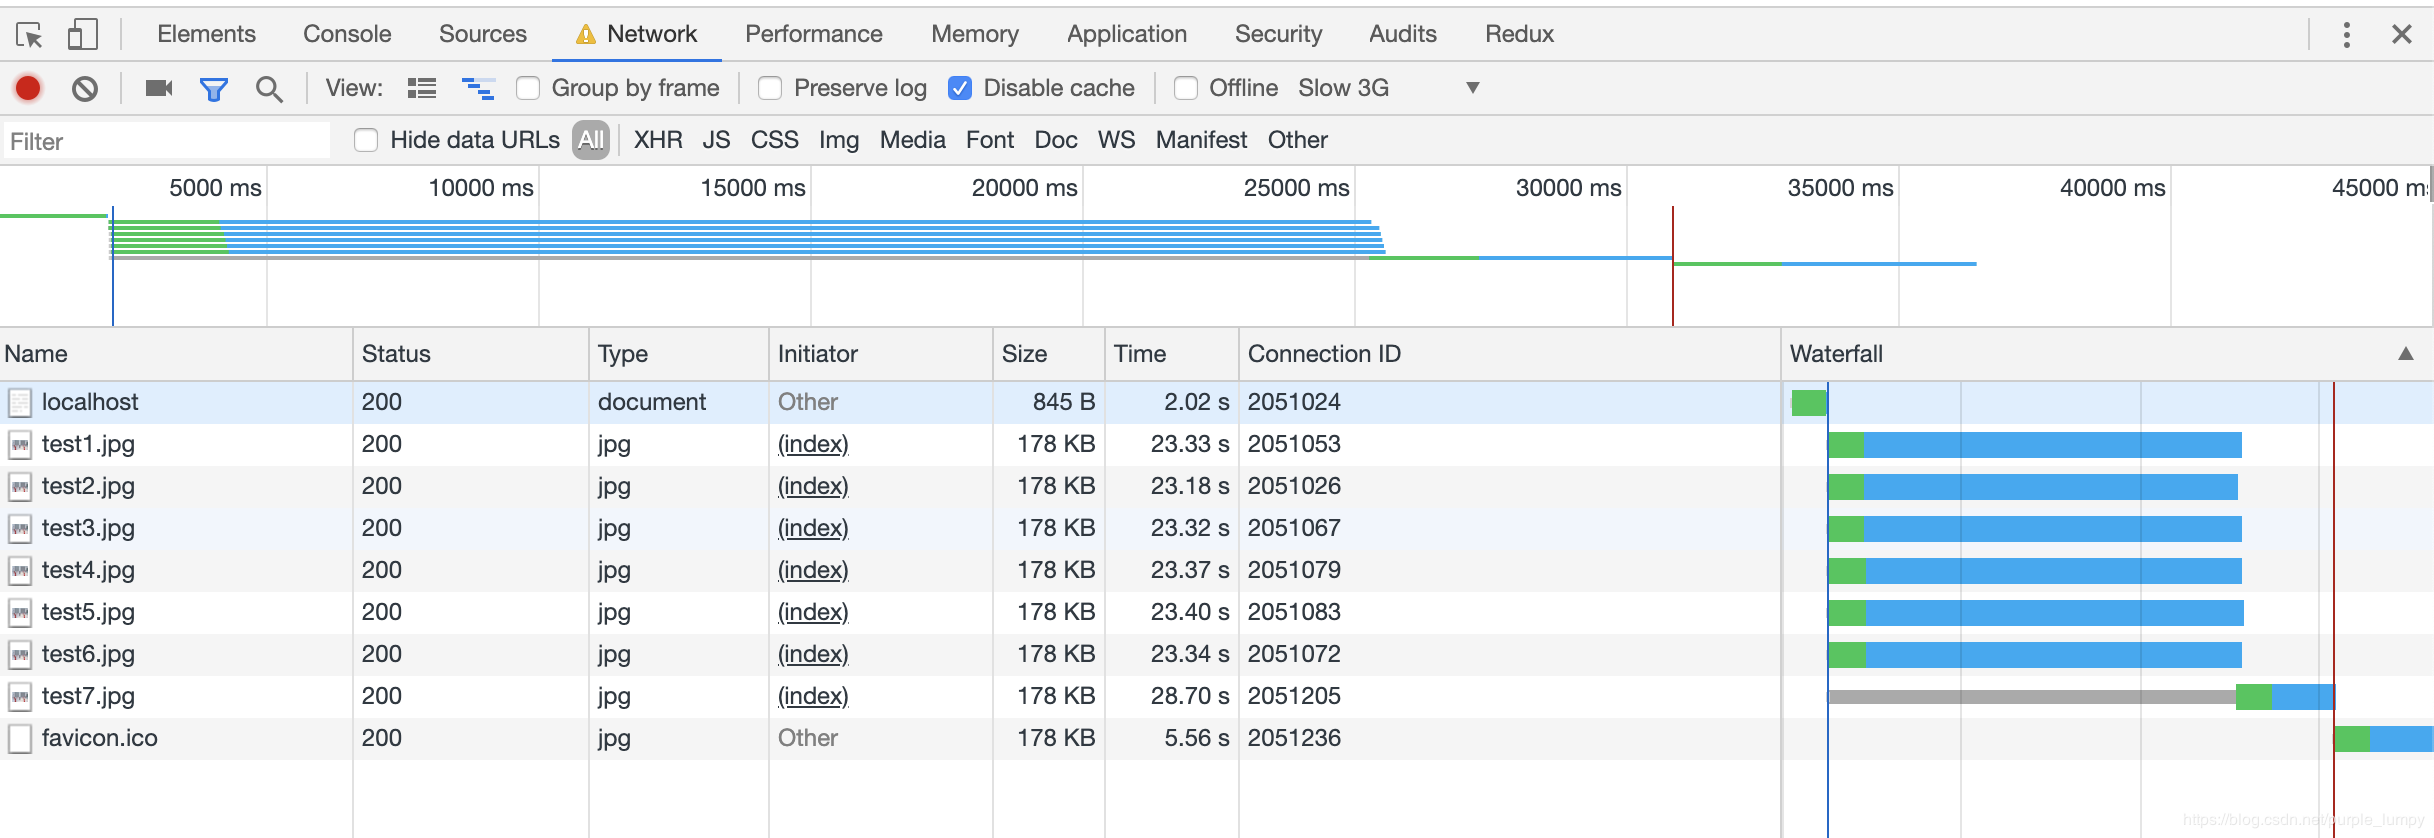 Elements Console Sources Network Performance Memory Application Security Audits Redux
View: Group by frame Preserve log Disable cache Offline Slow 3G
Filter Hide data URLs All XHR JS CSS Img Media Font Doc WS Manifest Other
5000 ms 10000 ms 15000 ms 20000 ms 25000 ms 30000 ms 35000 ms 40000 ms 45000 m
Name Status Type Initiator Size Time Connection ID Waterfall
localhost 200 document Other 845 B 2.02 s 2051024
test1.jpg 200 jpg (index) 178 KB 23.33 s 2051053
test2.jpg 200 jpg (index) 178 KB 23.18 s 2051026
test3.jpg 200 jpg (index) 178 KB 23.32 s 2051067
test4.jpg 200 jpg (index) 178 KB 23.37 s 2051079
test5.jpg 200 jpg (index) 178 KB 23.40 s 2051083
test6.jpg 200 jpg (index) 178 KB 23.34 s 2051072
test7.jpg 200 jpg (index) 178 KB 28.70 s 2051205
favicon.ico 200 jpg Other 178 KB 5.56 s 2051236
https://blog.csdn.net/purple_lumpy